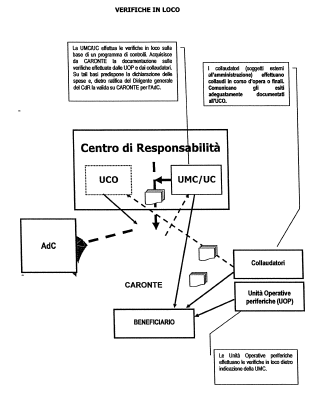 VERIFICHE IN LOCO
La UMC/UC effettua le verifiche in loco sulla
base di un programma di controlli. Acquisisce
da CARONTE la documentazione sulla
verifiche effettuate dalle UOP e dai collaudatori.
Su tali basi predispone la dichiarazione delle
spese e, dietro ratifica del Dirigente generale
del CdR la valida su CARONTE per l'AdC.
I collaudatori (soggetti esterni
all'amministrazione) effettuano
collaudi in corso d'opera o finali.
Comunicano gli esiti
adeguatamente documentati
all'UCO.
Centro di Responsabilità
UCO
UMC/UC
AdC
CARONTE
Collaudatori
Unità Operative
periferiche (UOP)
BENEFICIARIO
Le Unità Operative periferiche
effettuano le verifiche in loco dietro
indicazione della UMC.